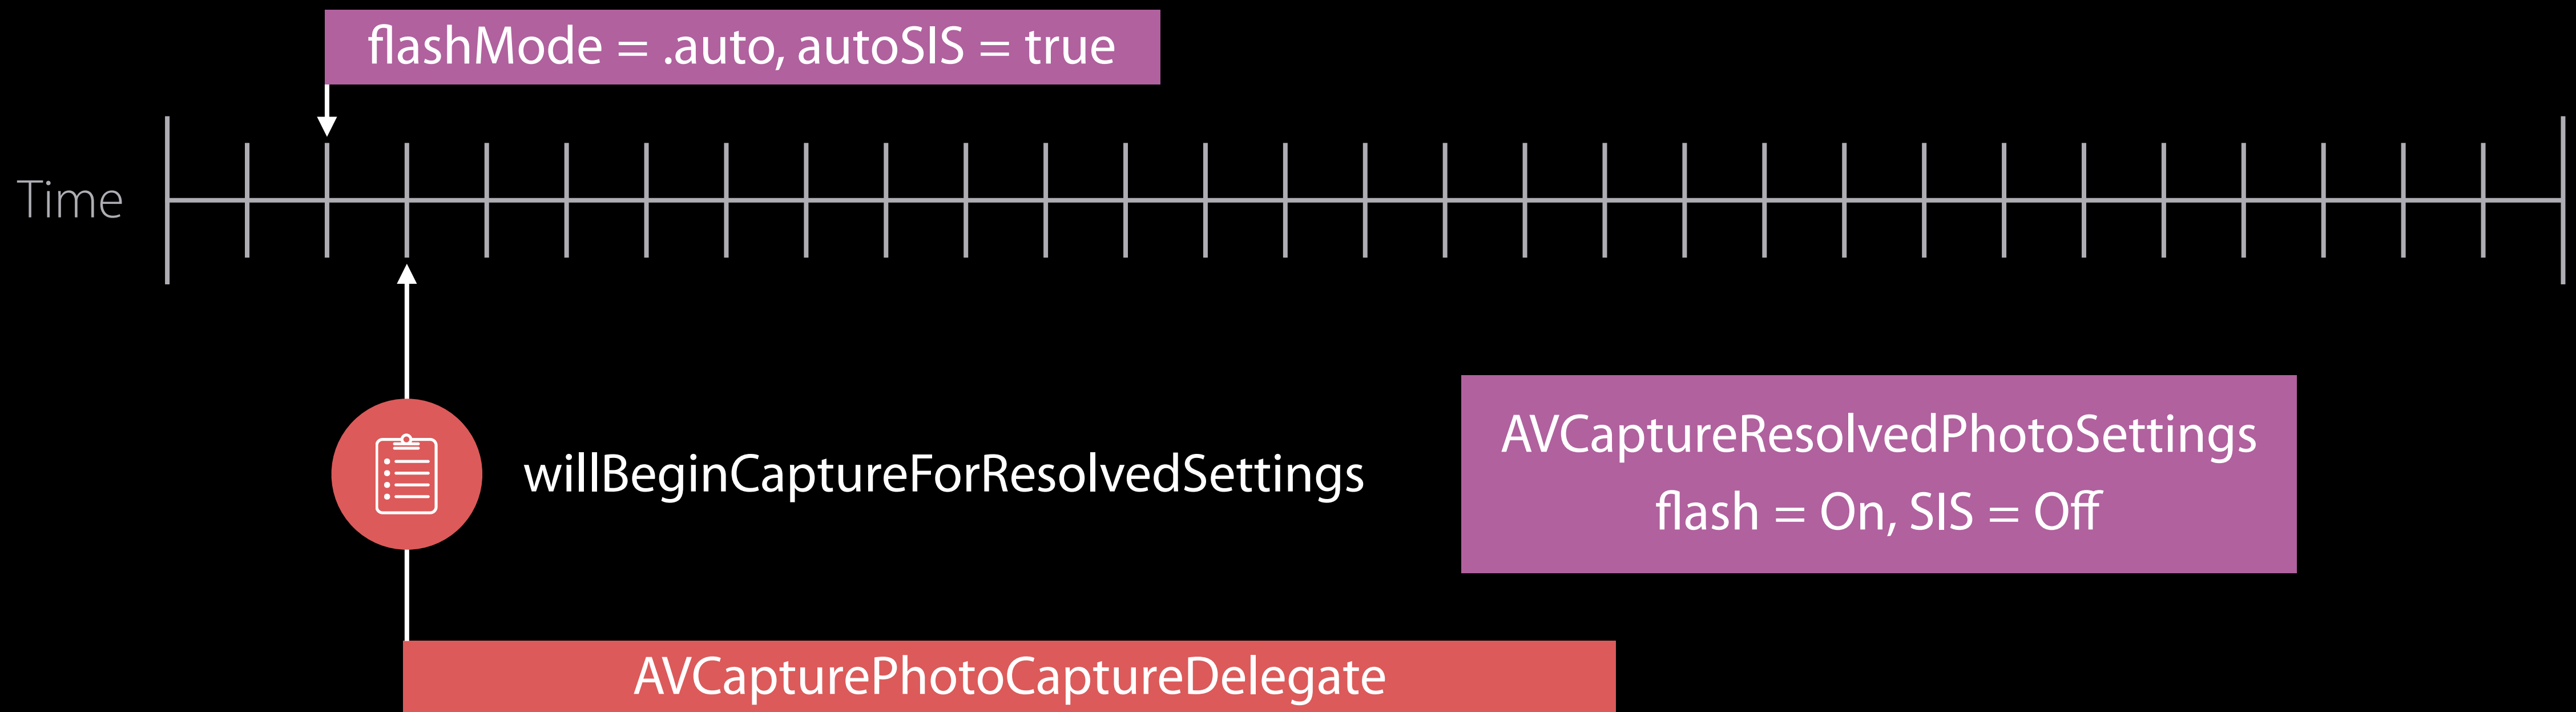 flashMode = .auto, autoSIS = true
Time
willBeginCaptureForResolvedSettings
AVCaptureResolvedPhotoSettings
flash = On, SIS = Off
AVCapturePhotoCaptureDelegate